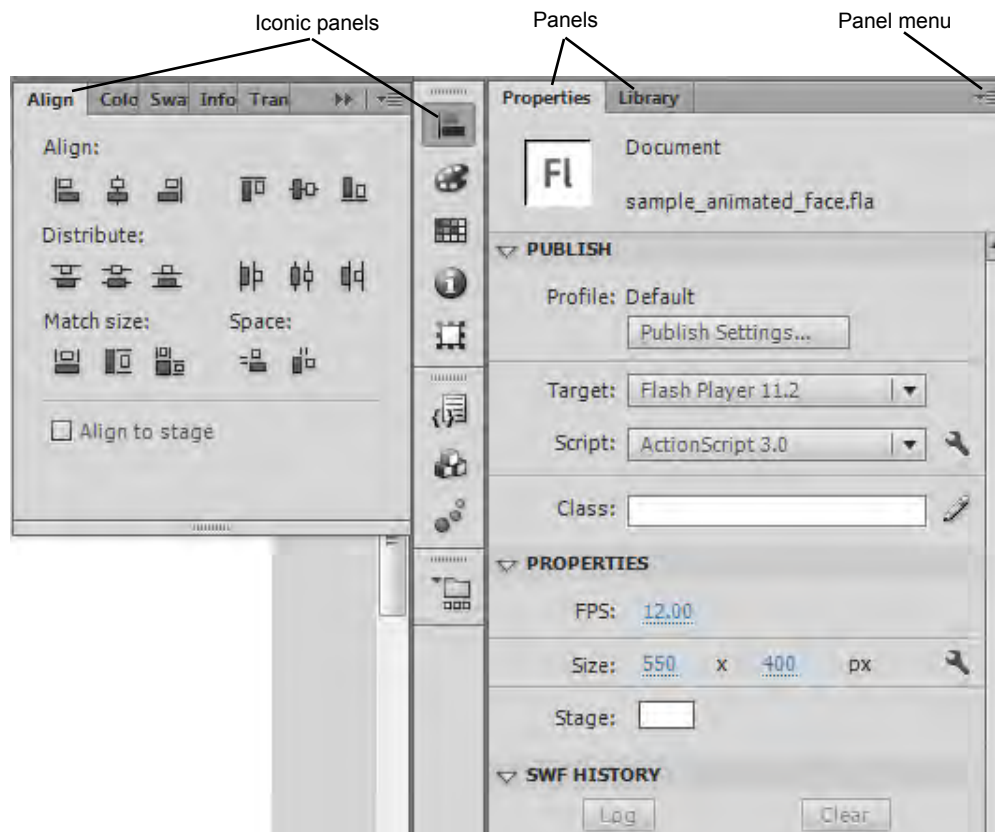 Iconic panels
Panels
Panel menu
Align Colo Swa Info Tran
Align:
Distribute:
Match size: Space:
Align to stage
Properties Library
Fl
Document
sample_animated_face.fla
PUBLISH
Profile: Default
Publish Settings...
Target: Flash Player 11.2
Script: ActionScript 3.0
Class:
PROPERTIES
FPS: 12.00
Size: 550 x 400 px
Stage:
SWF HISTORY
Log Clear